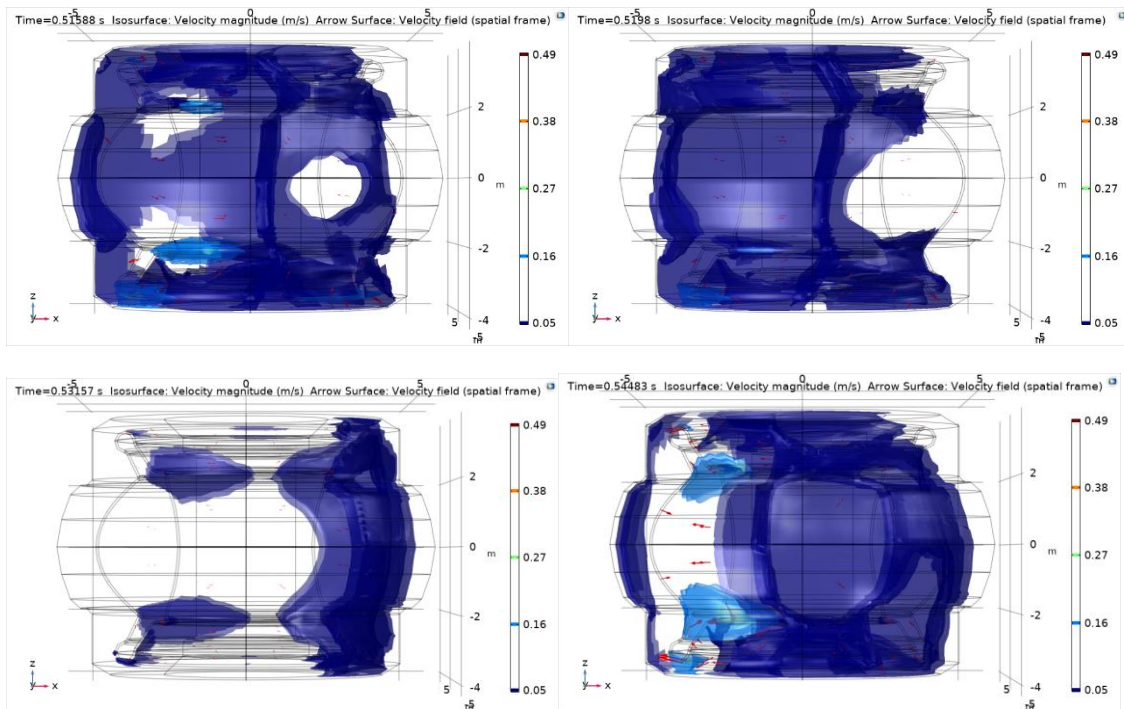 Time=0.51588 s  Isosurface: Velocity magnitude (m/s)  Arrow Surface: Velocity field (spatial frame)
-5 0 5
0.49
0.38
0.27
0.16
0.05
2
0
m
-2
-4
5
z
y x
Time=0.5198 s  Isosurface: Velocity magnitude (m/s)  Arrow Surface: Velocity field (spatial frame)
-5 0 5
0.49
0.38
0.27
0.16
0.05
2
0
m
-2
-4
5
z
y x
Time=0.53157 s  Isosurface: Velocity magnitude (m/s)  Arrow Surface: Velocity field (spatial frame)
-5 0 5
0.49
0.38
0.27
0.16
0.05
2
0
m
-2
-4
5
z
y x
Time=0.54483 s  Isosurface: Velocity magnitude (m/s)  Arrow Surface: Velocity field (spatial frame)
-5 0 5
0.49
0.38
0.27
0.16
0.05
2
0
m
-2
-4
5
z
y x